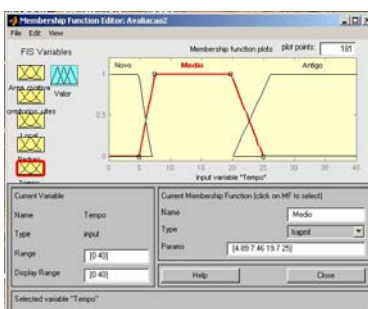 Membership Function Editor: Avaliacao2
File Edit View
FIS Variables
Membership function plots plot points: 181
Novo Medio Antigo
Valor
Local
1
0.5
0
0 5 10 15 20 25 30 35 40
input variable "Tempo"
Current Variable
Name Tempo
Type input
Range [0 40]
Display Range [0 40]
Current Membership Function (click on MF to select)
Name Medio
Type trapmf
Params [4.89 7.46 19.7 25]
Help Close
Selected variable "Tempo"